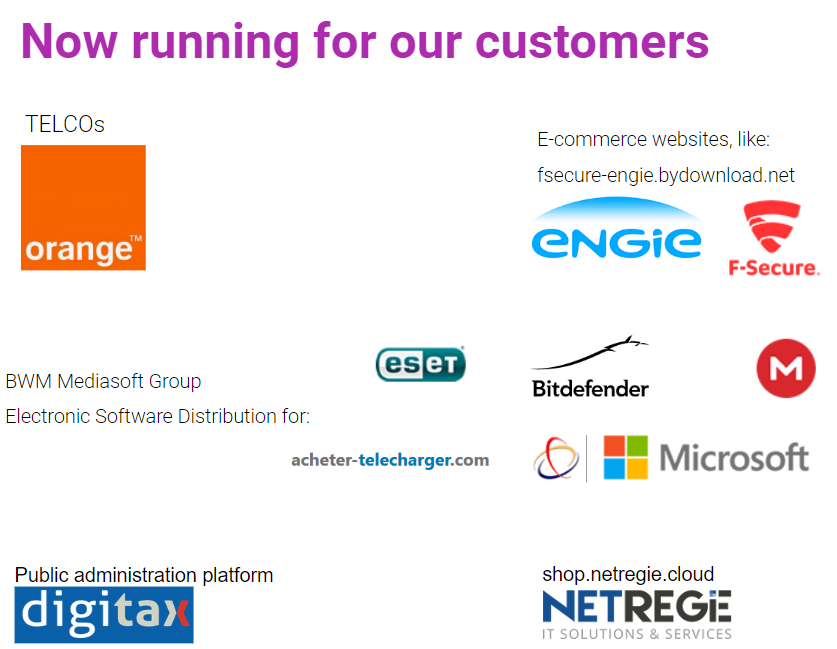 Now running for our customers
TELCOs
orange™
E-commerce websites, like:
fsecure-engie.bydownload.net
ENGIE
F-Secure.
BWM Mediasoft Group
Electronic Software Distribution for:
eset®
Bitdefender
M
acheter-telecharger.com
Microsoft
Public administration platform
digitax
shop.netregie.cloud
NETREGIE
IT SOLUTIONS & SERVICES